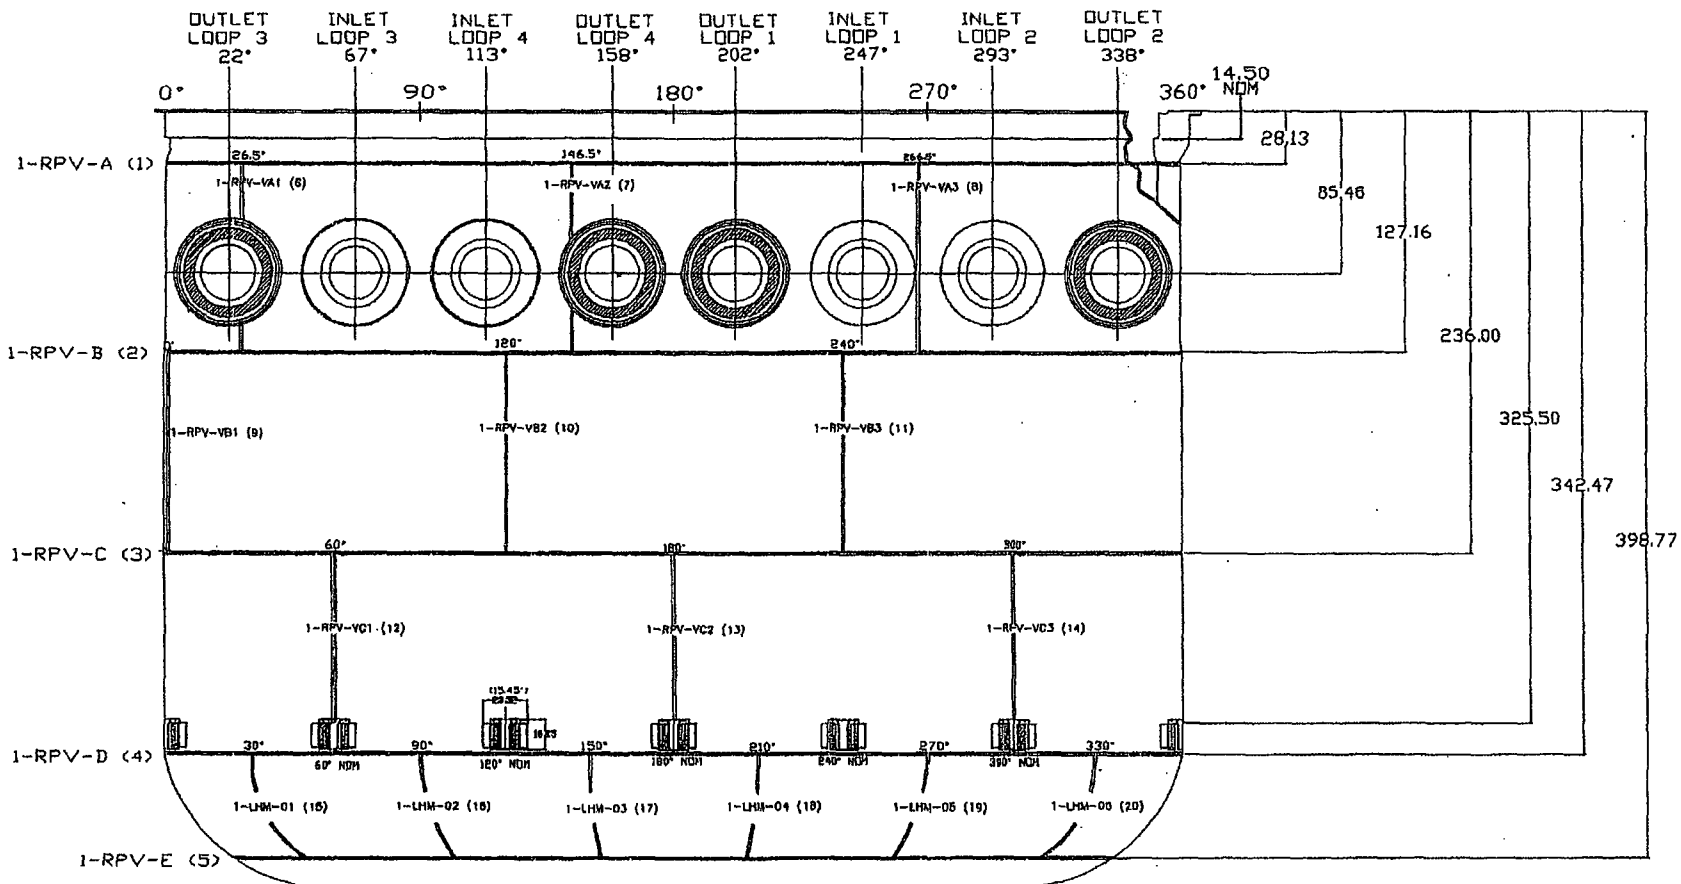 OUTLET LOOP 3 22°
INLET LOOP 3 67°
INLET LOOP 4 113°
OUTLET LOOP 4 158°
OUTLET LOOP 1 202°
INLET LOOP 1 247°
INLET LOOP 2 293°
OUTLET LOOP 2 338°
0° 90° 180° 270° 360°
14.50 NOM
28.13
1-RPV-A (1)
26.5° 146.5° 266.5°
1-RPV-VA1 (6) 1-RPV-VA2 (7) 1-RPV-VA3 (8)
85.46
127.16
1-RPV-B (2)
120° 240°
236.00
1-RPV-VB1 (9) 1-RPV-VB2 (10) 1-RPV-VB3 (11)
325.50
342.47
1-RPV-C (3)
60° 180° 300°
398.77
1-RPV-VC1 (12) 1-RPV-VC2 (13) 1-RPV-VC3 (14)
(15.45°)
1-RPV-D (4)
30° 90° 150° 210° 270° 330°
60° NOM 120° NOM 180° NOM 240° NOM NOM
1-LHM-01 (15) 1-LHM-02 (16) 1-LHM-03 (17) 1-LHM-04 (18) 1-LHM-05 (19) 1-LHM-06 (20)
1-RPV-E (5)